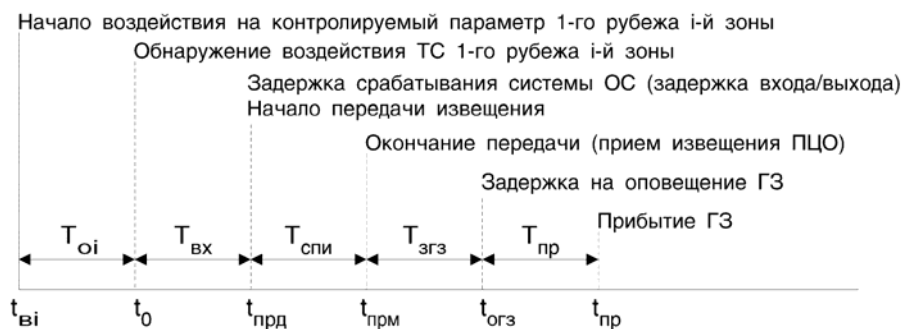 Начало воздействия на контролируемый параметр 1-го рубежа i-й зоны
Обнаружение воздействия ТС 1-го рубежа i-й зоны
Задержка срабатывания системы ОС (задержка входа/выхода)
Начало передачи извещения
Окончание передачи (прием извещения ПЦО)
Задержка на оповещение ГЗ
Прибытие ГЗ
Tоi Tвх Tспи Tзгз Tпр
tвi t0 tпрд tпрм tогз tпр